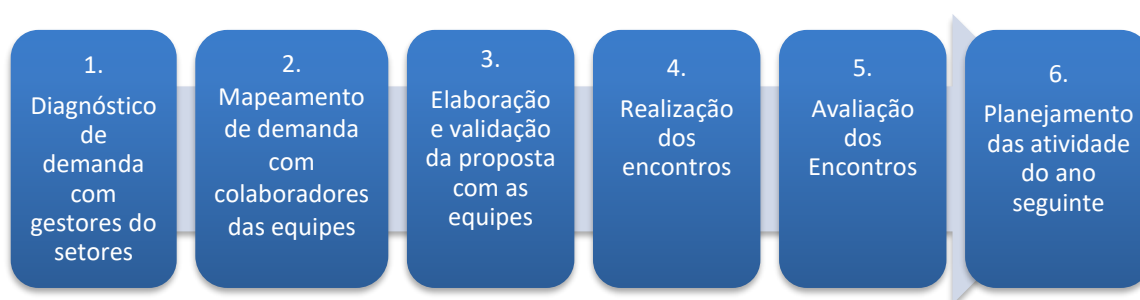 1.
Diagnóstico
de
demanda
com
gestores do
setores
2.
Mapeamento
de demanda
com
colaboradores
das equipes
3.
Elaboração
e validação
da proposta
com as
equipes
4.
Realização
dos
encontros
5.
Avaliação
dos
Encontros
6.
Planejamento
das atividade
do ano
seguinte